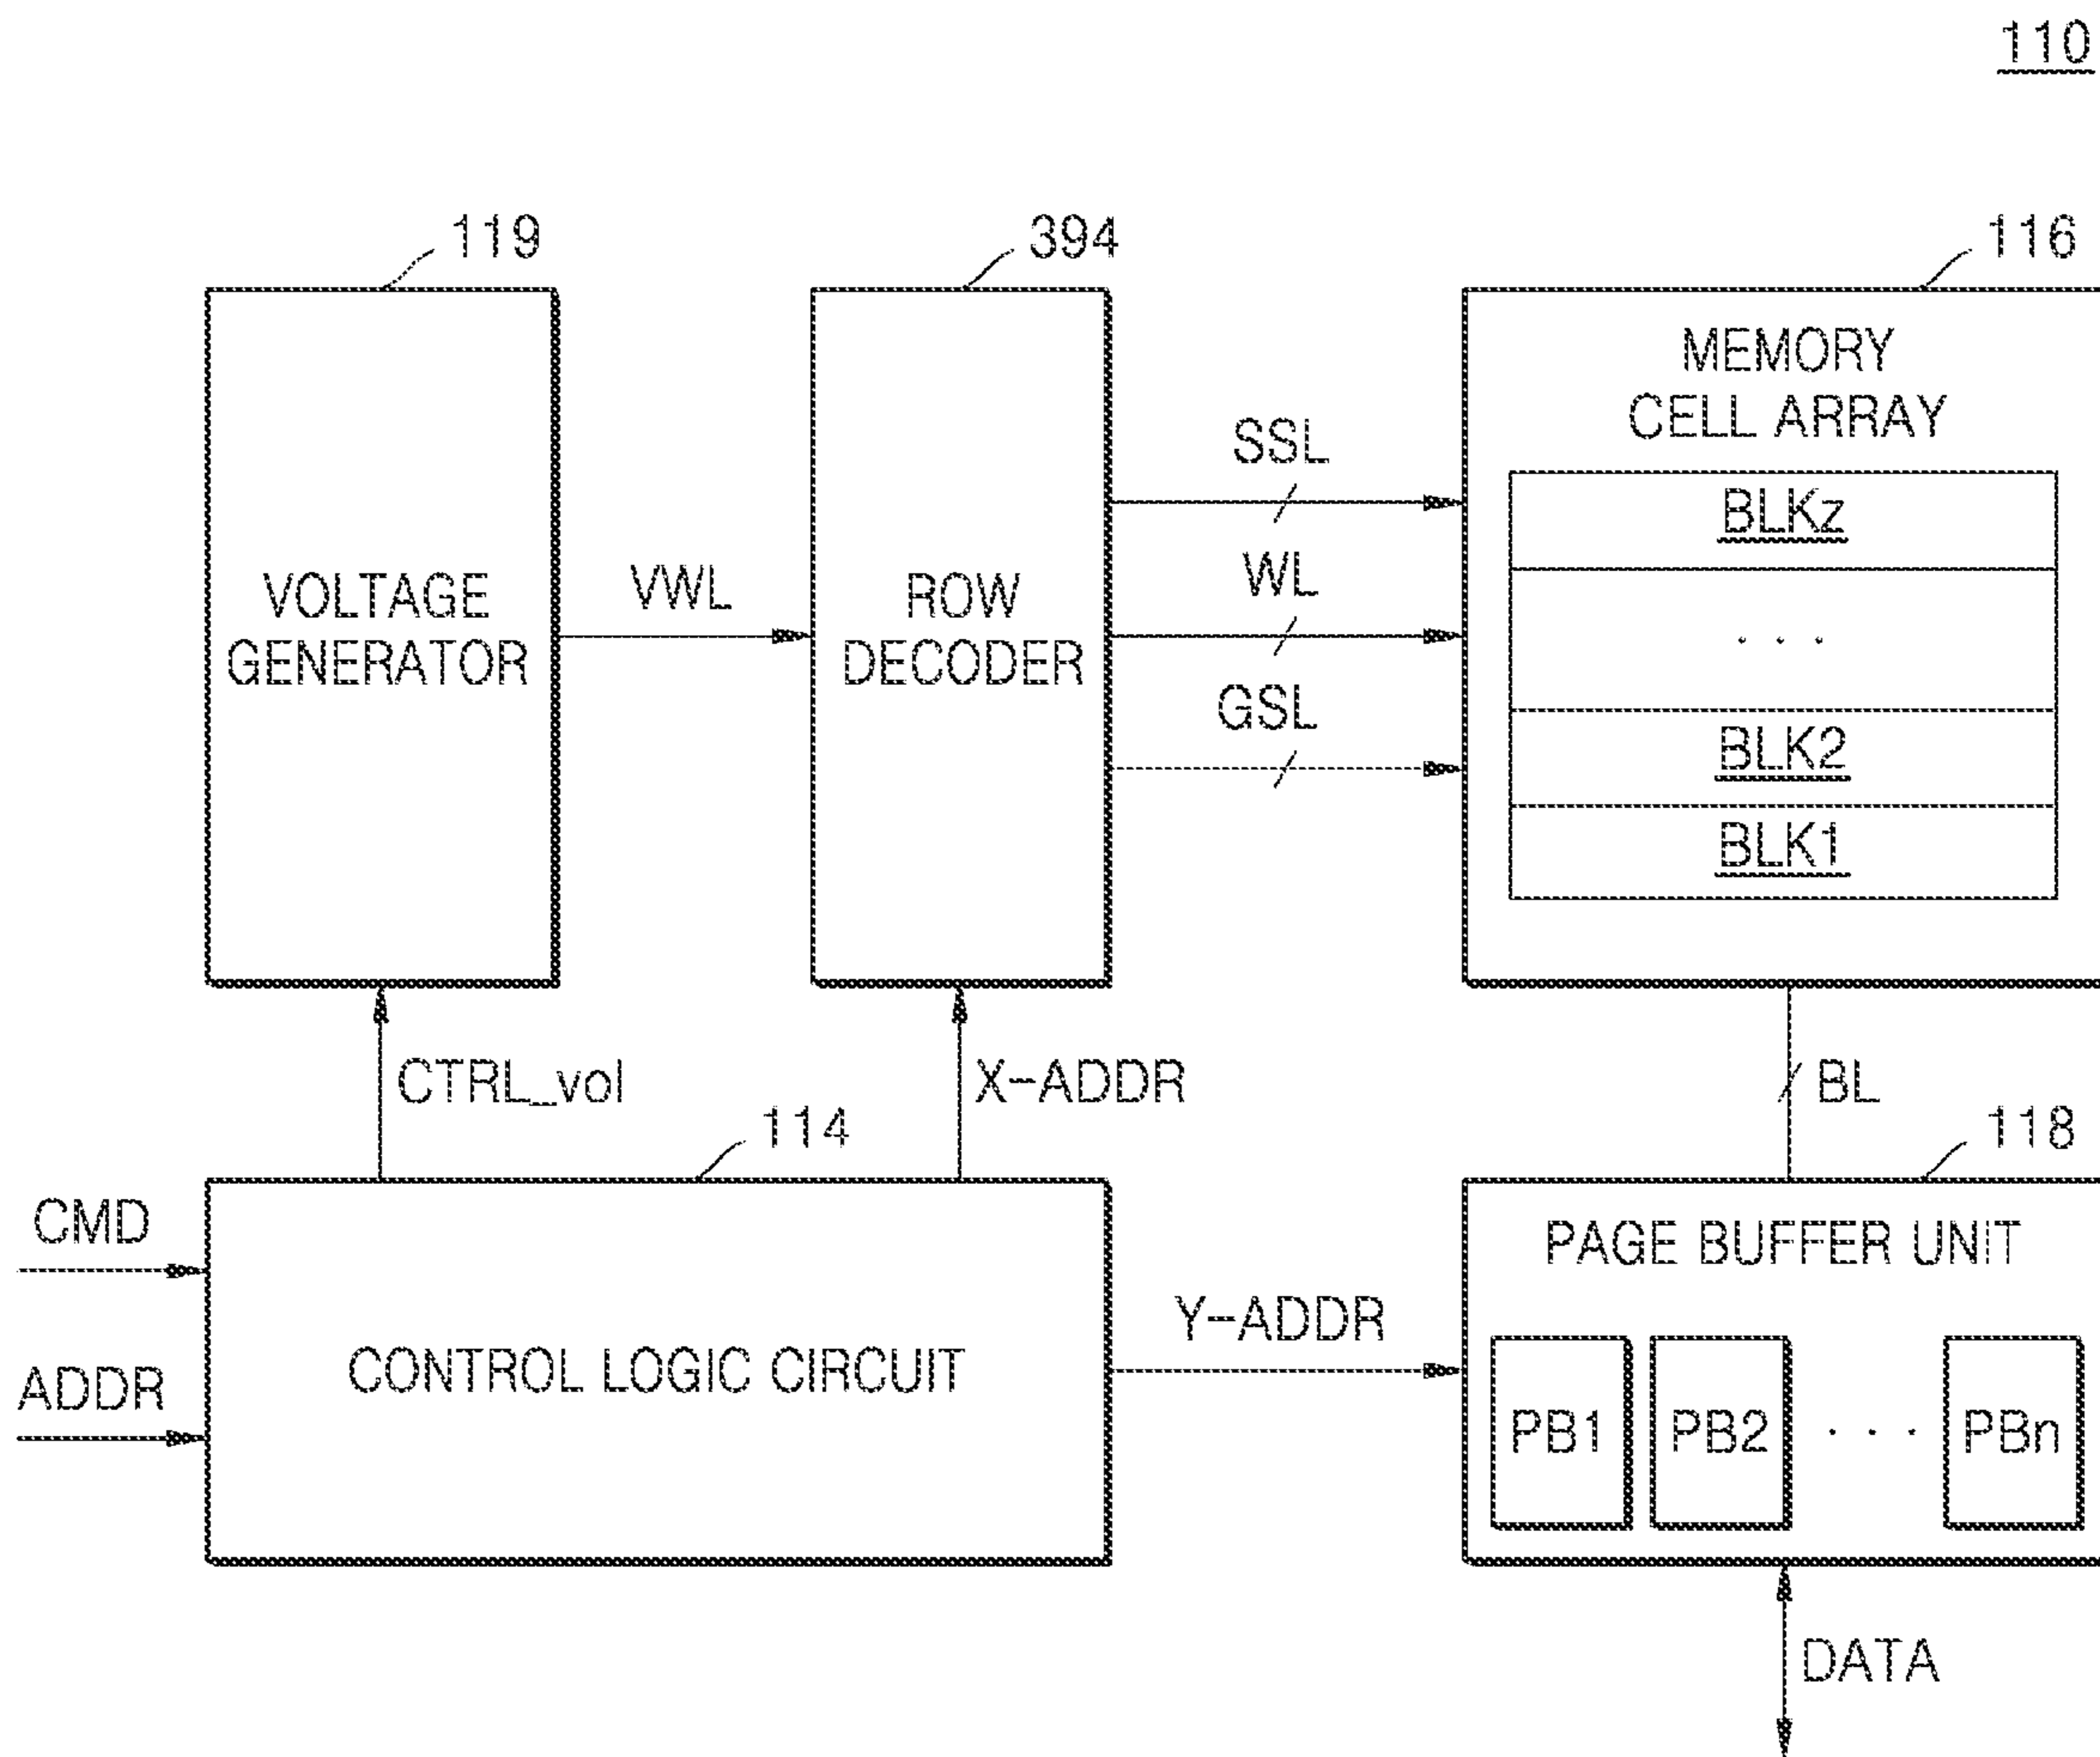 110
119
394
116
VOLTAGE
GENERATOR
VWL
ROW
DECODER
SSL
WL
GSL
MEMORY
CELL ARRAY
BLKz
. . .
BLK2
BLK1
CTRL_vol
X-ADDR
BL
114
118
CMD
ADDR
CONTROL LOGIC CIRCUIT
Y-ADDR
PAGE BUFFER UNIT
PB1 PB2 . . . PBn
DATA